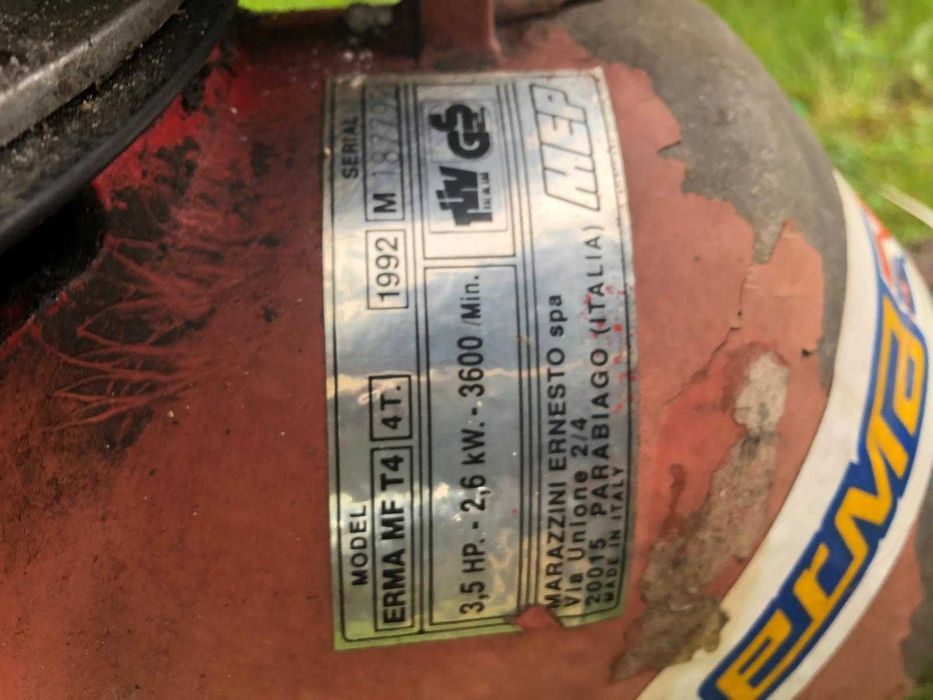 MODEL SERIAL
ERMA MF T4 4T. 1992 M
3,5 HP. - 2,6 kW. - 3600 /Min. TÜV GS
MARAZZINI ERNESTO spa
Via Unione 2/4
20015 PARABIAGO (ITALIA) MEP
MADE IN ITALY
erma